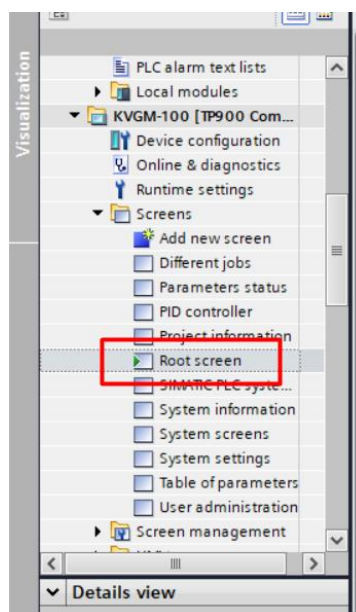 Visualization
PLC alarm text lists
Local modules
KVGM-100 [TP900 Com...
Device configuration
Online & diagnostics
Runtime settings
Screens
Add new screen
Different jobs
Parameters status
PID controller
Project information
Root screen
SIMATIC PLC syste...
System information
System screens
System settings
Table of parameters
User administration
Screen management
Details view